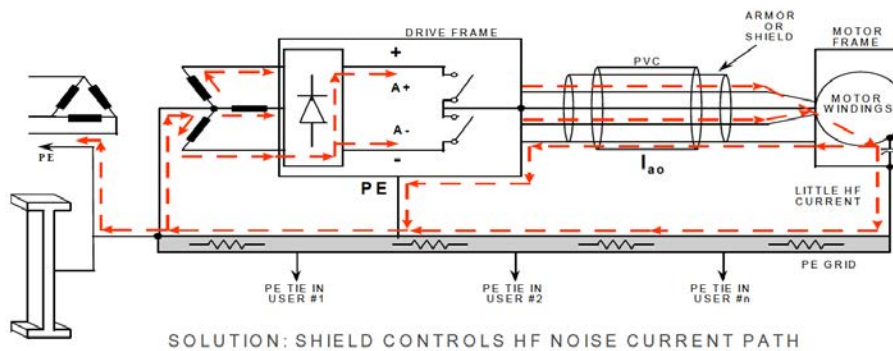 DRIVE FRAME
ARMOR
OR
SHIELD
MOTOR
FRAME
PVC
+
A+
MOTOR
WINDINGS
A-
-
PE
Iao
PE
LITTLE HF
CURRENT
PE GRID
PE TIE IN
USER #1
PE TIE IN
USER #2
PE TIE IN
USER #n
SOLUTION: SHIELD CONTROLS HF NOISE CURRENT PATH